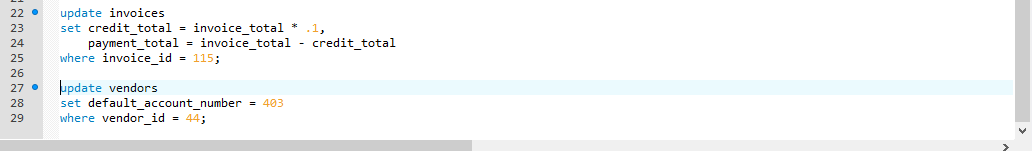 22 update invoices
23 set credit_total = invoice_total * .1,
24     payment_total = invoice_total - credit_total
25 where invoice_id = 115;
26
27 update vendors
28 set default_account_number = 403
29 where vendor_id = 44;